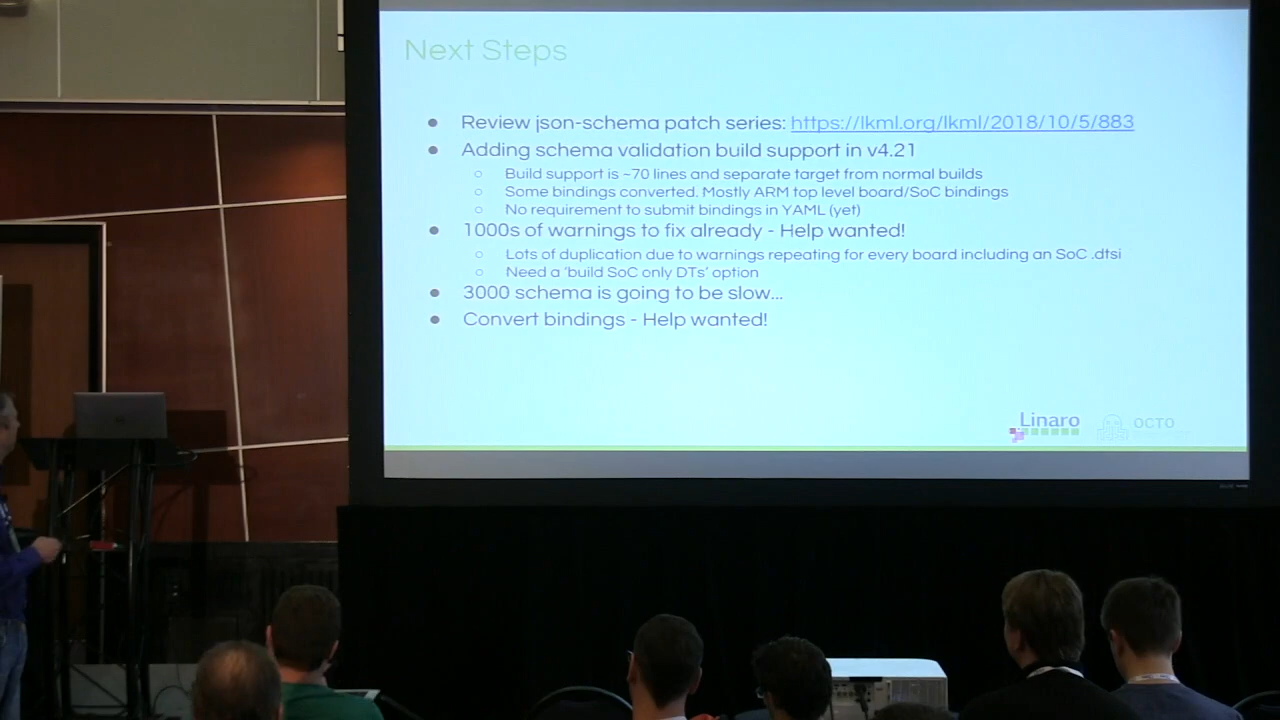 Next Steps
● Review json-schema patch series: https://lkml.org/lkml/2018/10/5/883
● Adding schema validation build support in v4.21
○ Build support is ~70 lines and separate target from normal builds
○ Some bindings converted. Mostly ARM top level board/SoC bindings
○ No requirement to submit bindings in YAML (yet)
● 1000s of warnings to fix already - Help wanted!
○ Lots of duplication due to warnings repeating for every board including an SoC .dtsi
○ Need a 'build SoC only DTs' option
● 3000 schema is going to be slow...
● Convert bindings - Help wanted!
Linaro
OCTO